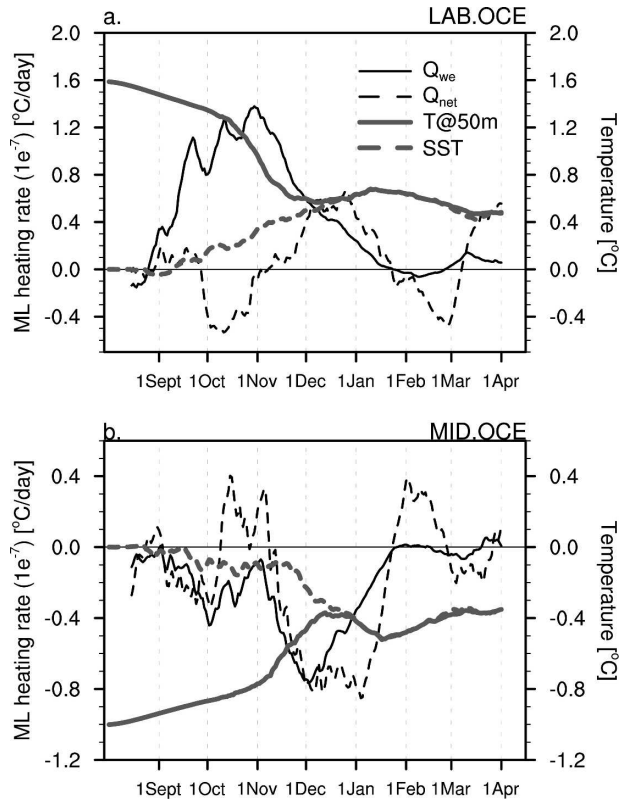 a. LAB.OCE
2.0 2.0
1.6 1.6
1.2 1.2
0.8 0.8
0.4 0.4
0.0 0.0
-0.4 -0.4
ML heating rate (1e⁻⁷) [°C/day]
Temperature [°C]
Qwe
Qnet
T@50m
SST
1Sept 1Oct 1Nov 1Dec 1Jan 1Feb 1Mar 1Apr
b. MID.OCE
0.4 0.4
0.0 0.0
-0.4 -0.4
-0.8 -0.8
-1.2 -1.2
ML heating rate (1e⁻⁷) [°C/day]
Temperature [°C]
1Sept 1Oct 1Nov 1Dec 1Jan 1Feb 1Mar 1Apr